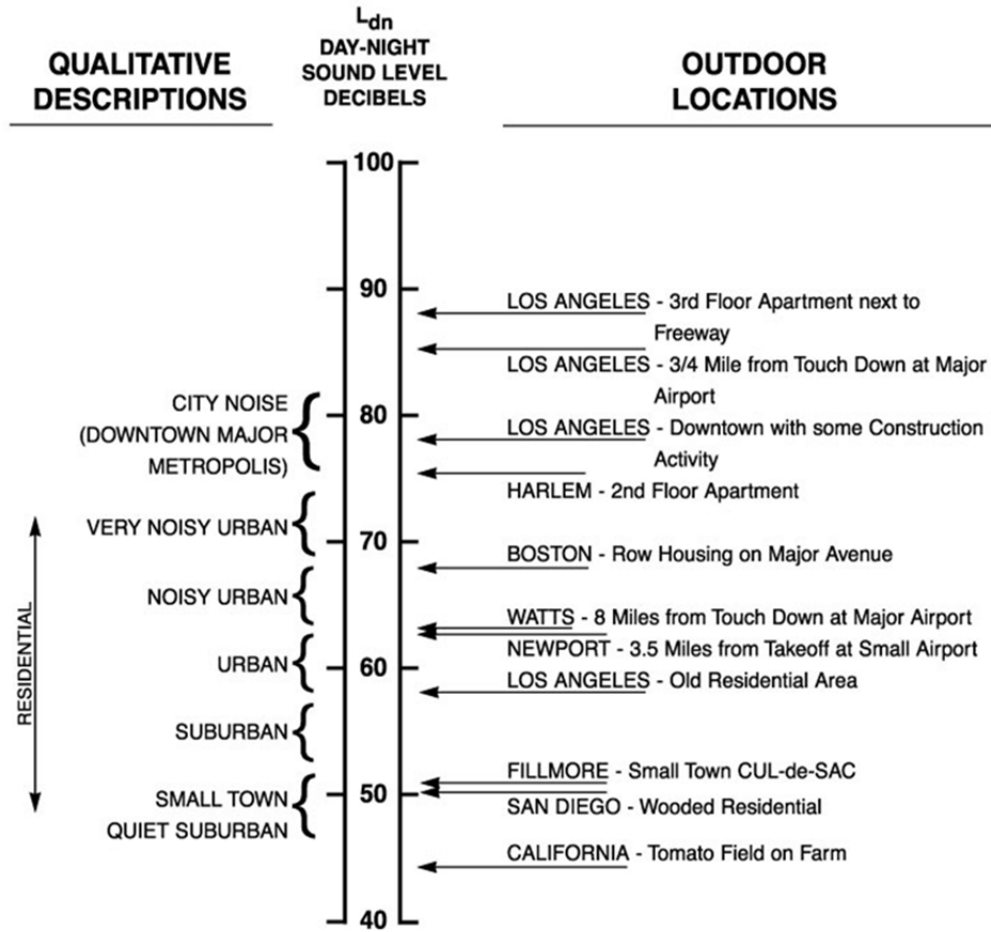 QUALITATIVE
DESCRIPTIONS
Ldn
DAY-NIGHT
SOUND LEVEL
DECIBELS
OUTDOOR
LOCATIONS
100
90
80
70
60
50
40
CITY NOISE
(DOWNTOWN MAJOR
METROPOLIS)
VERY NOISY URBAN
NOISY URBAN
URBAN
SUBURBAN
SMALL TOWN
QUIET SUBURBAN
RESIDENTIAL
LOS ANGELES - 3rd Floor Apartment next to
Freeway
LOS ANGELES - 3/4 Mile from Touch Down at Major
Airport
LOS ANGELES - Downtown with some Construction
Activity
HARLEM - 2nd Floor Apartment
BOSTON - Row Housing on Major Avenue
WATTS - 8 Miles from Touch Down at Major Airport
NEWPORT - 3.5 Miles from Takeoff at Small Airport
LOS ANGELES - Old Residential Area
FILLMORE - Small Town CUL-de-SAC
SAN DIEGO - Wooded Residential
CALIFORNIA - Tomato Field on Farm